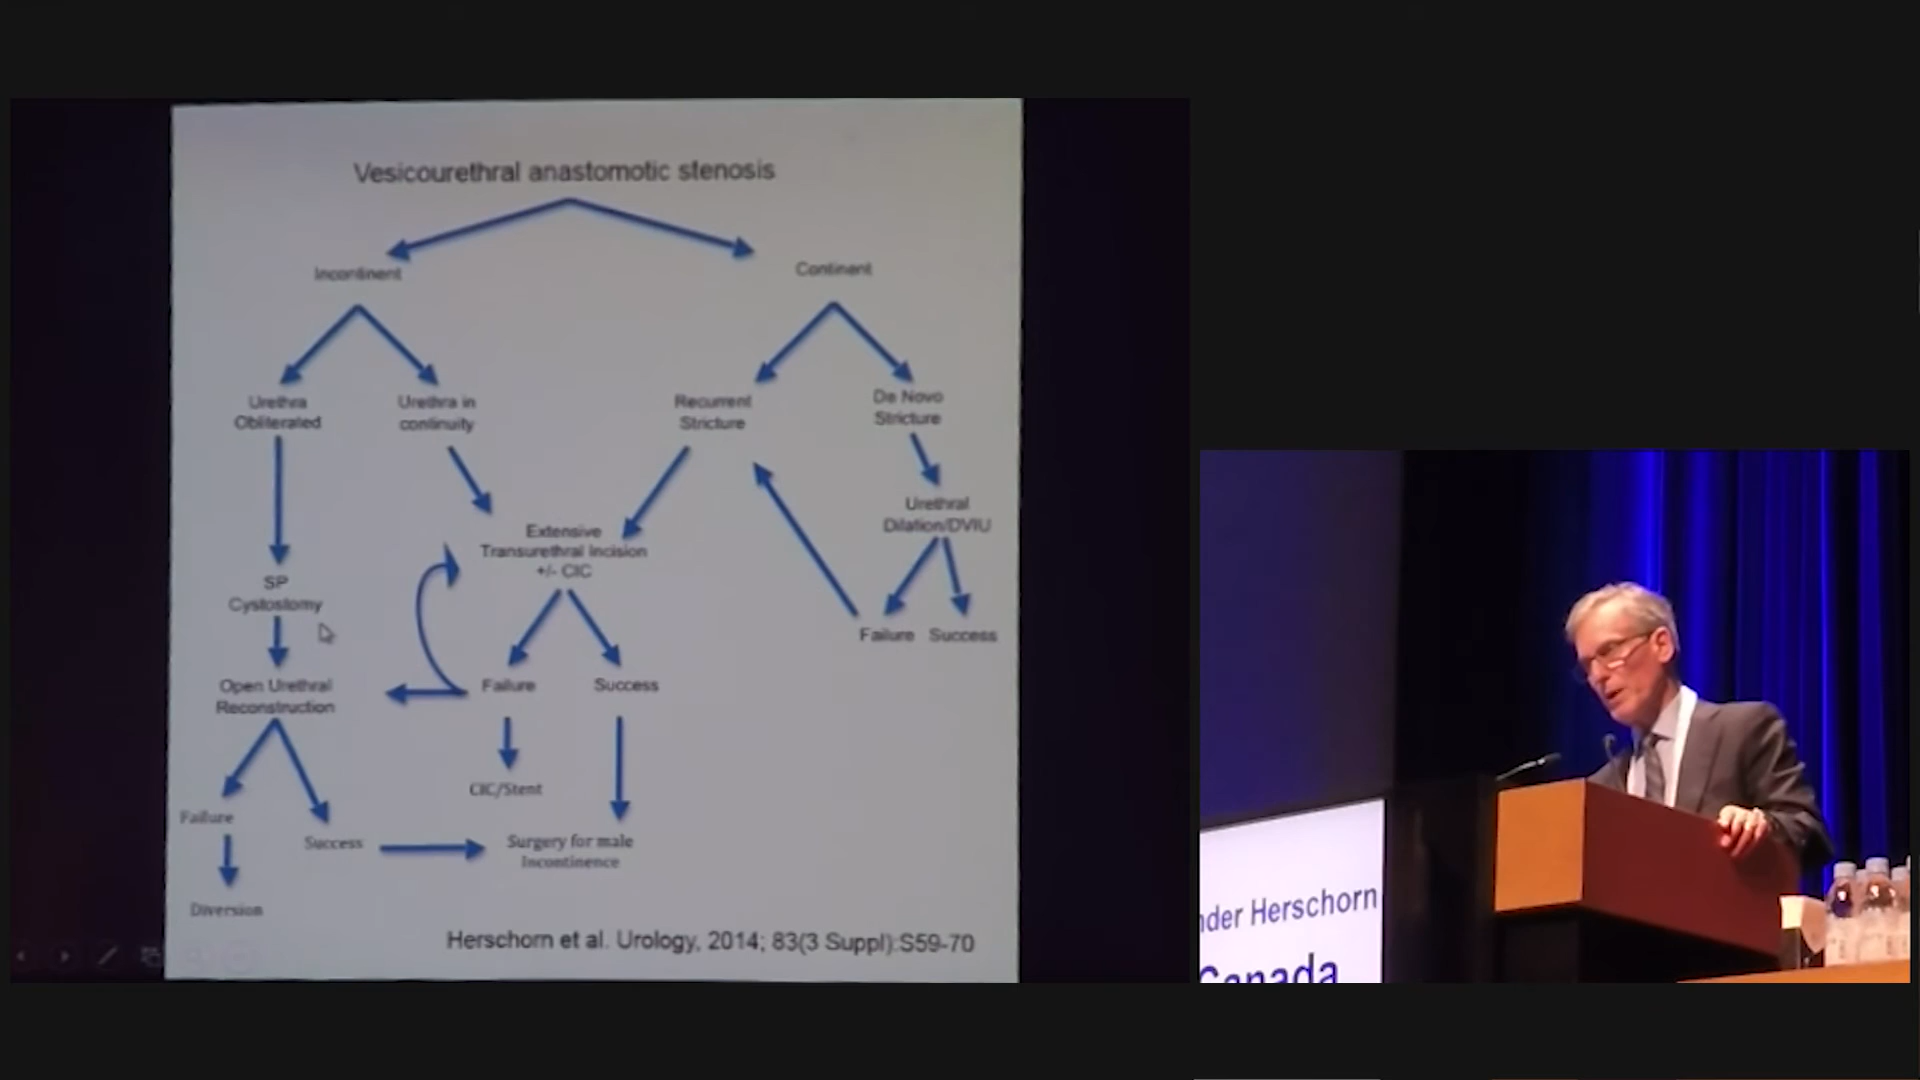 Vesicourethral anastomotic stenosis
Incontinent
Continent
Urethra
Obliterated
Urethra in
continuity
Recurrent
Stricture
De Novo
Stricture
Urethral
Dilation/DVIU
Extensive
Transurethral Incision
+/- CIC
SP
Cystostomy
Failure
Success
Open Urethral
Reconstruction
Failure
Success
CIC/Stent
Failure
Success
Surgery for male
Incontinence
Diversion
Herschorn et al. Urology, 2014; 83(3 Suppl):S59-70
nder Herschorn
Canada